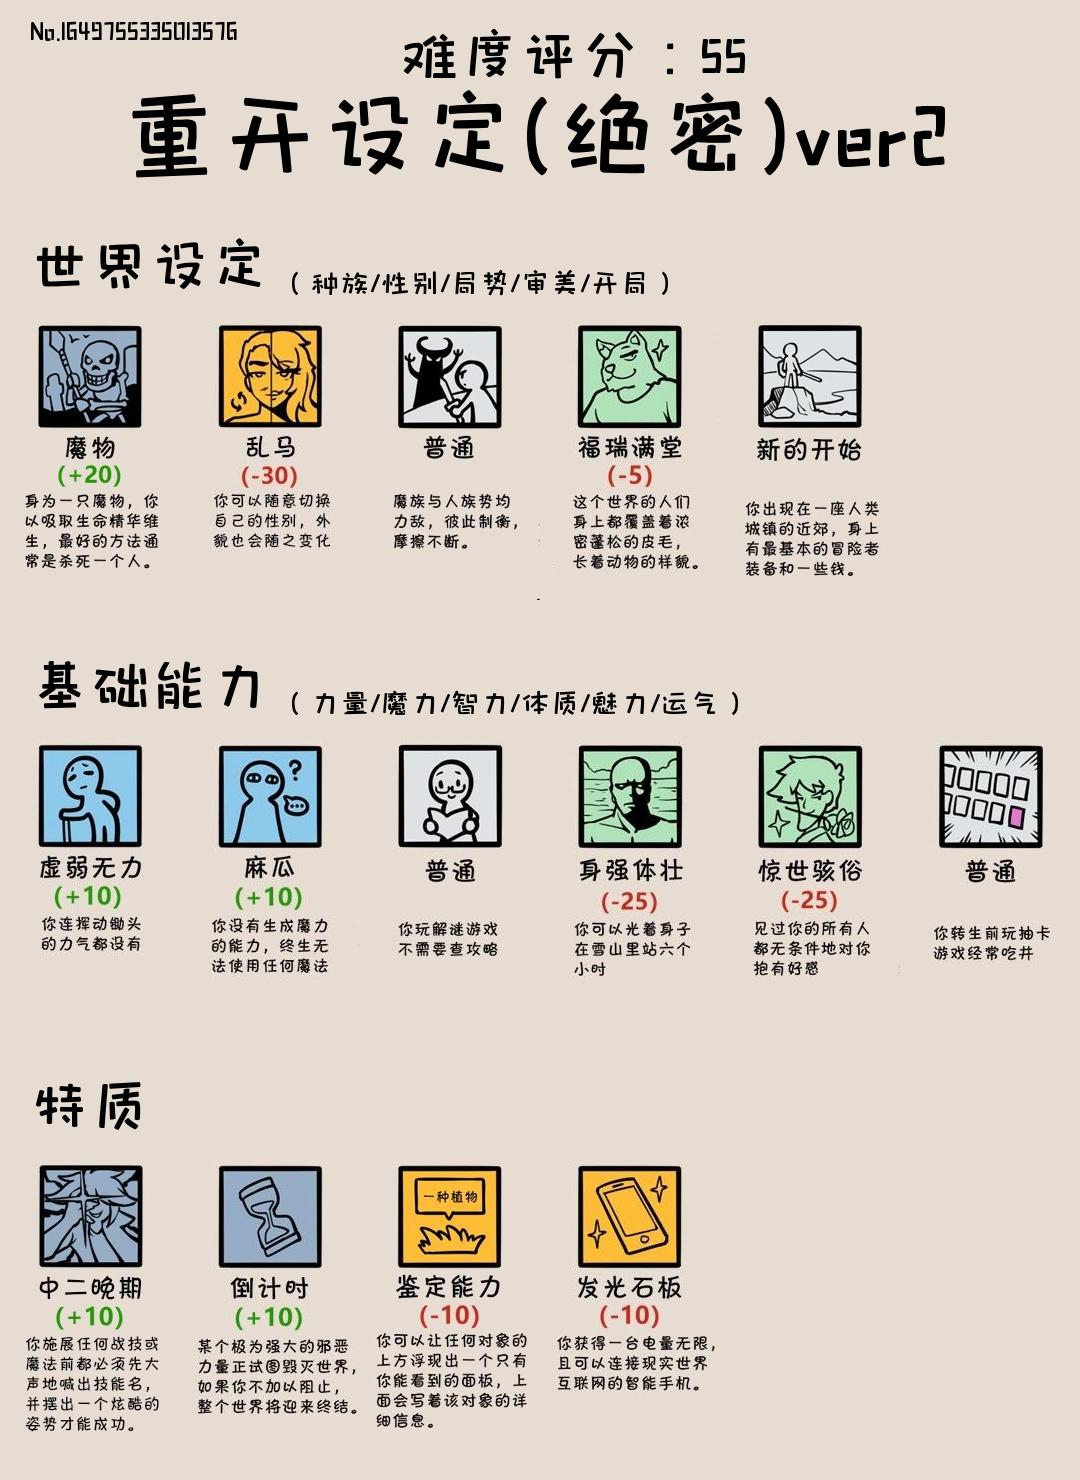 No.1649755335013576
难度评分：55
重开设定(绝密)ver2
世界设定（种族/性别/局势/审美/开局）
魔物 乱马 普通 福瑞满堂 新的开始
(+20) (-30) (-5)
身为一只魔物，你
以吸取生命精华维
生，最好的方法通
常是杀死一个人。
你可以随意切换
自己的性别，外
貌也会随之变化
魔族与人族势均
力敌，彼此制衡，
摩擦不断。
这个世界的人们
身上都覆盖着浓
密蓬松的皮毛，
长着动物的样貌。
你出现在一座人类
城镇的近郊，身上
有最基本的冒险者
装备和一些钱。
基础能力（力量/魔力/智力/体质/魅力/运气）
虚弱无力 麻瓜 普通 身强体壮 惊世骇俗 普通
(+10) (+10) (-25) (-25)
你连挥动锄头
的力气都没有
你没有生成魔力
的能力，终生无
法使用任何魔法
你玩解谜游戏
不需要查攻略
你可以光着身子
在雪山里站六个
小时
见过你的所有人
都无条件地对你
抱有好感
你转生前玩抽卡
游戏经常吃井
特质
一种植物
中二晚期 倒计时 鉴定能力 发光石板
(+10) (+10) (-10) (-10)
你施展任何战技或
魔法前都必须先大
声地喊出技能名，
并摆出一个炫酷的
姿势才能成功。
某个极为强大的邪恶
力量正试图毁灭世界，
如果你不加以阻止，
整个世界将迎来终结。
你可以让任何对象的
上方浮现出一个只有
你能看到的面板，上
面会写着该对象的详
细信息。
你获得一台电量无限，
且可以连接现实世界
互联网的智能手机。